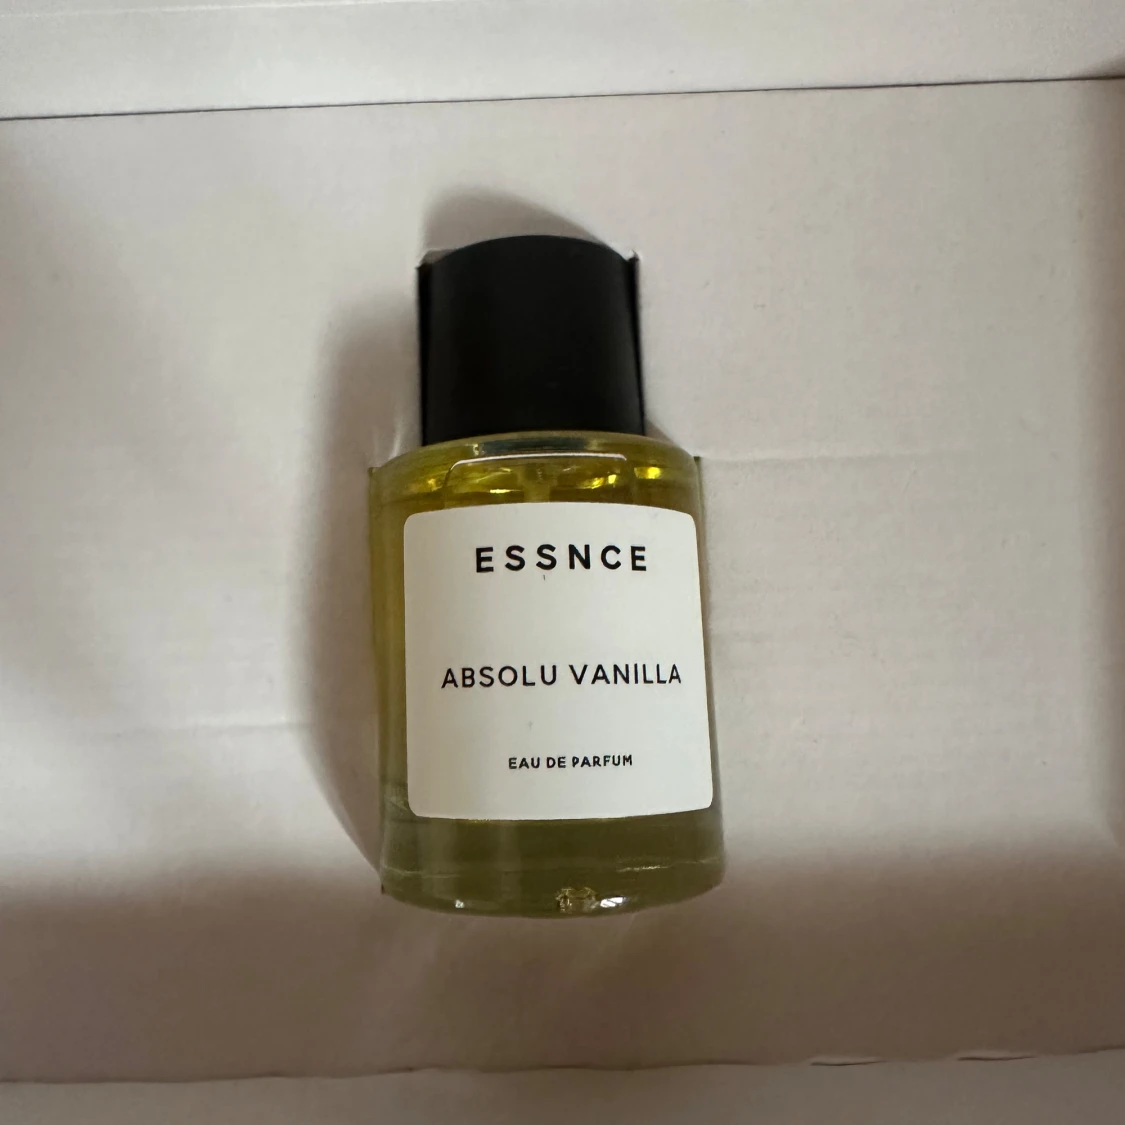 ESSNCE
ABSOLU VANILLA
EAU DE PARFUM